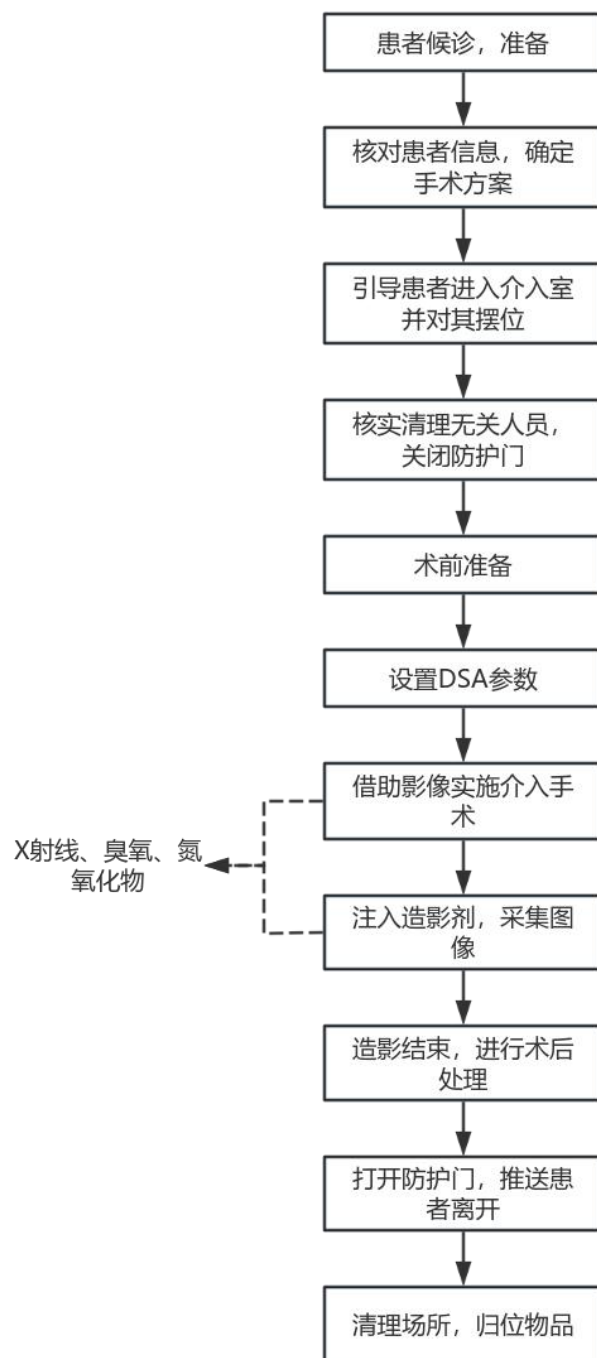 患者候诊，准备
核对患者信息，确定
手术方案
引导患者进入介入室
并对其摆位
核实清理无关人员，
关闭防护门
术前准备
设置DSA参数
借助影像实施介入手
术
X射线、臭氧、氮
氧化物
注入造影剂，采集图
像
造影结束，进行术后
处理
打开防护门，推送患
者离开
清理场所，归位物品